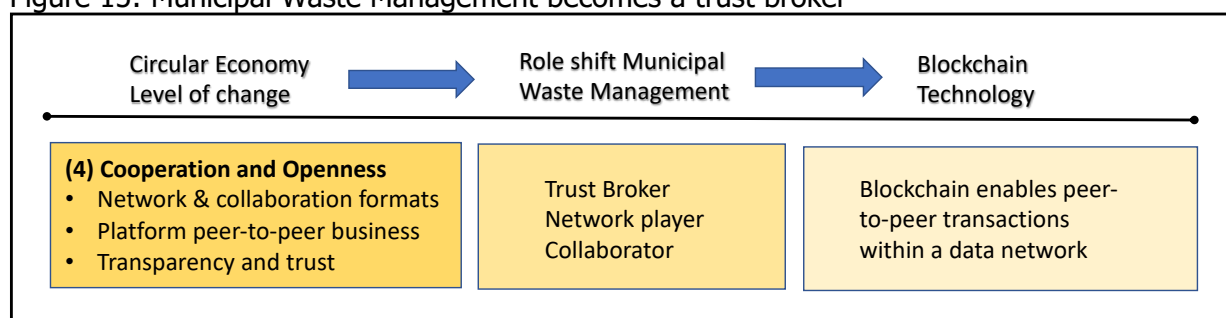 Figure 15: Municipal Waste Management becomes a trust broker
Circular Economy
Level of change
Role shift Municipal
Waste Management
Blockchain
Technology
(4) Cooperation and Openness
• Network & collaboration formats
• Platform peer-to-peer business
• Transparency and trust
Trust Broker
Network player
Collaborator
Blockchain enables peer-
to-peer transactions
within a data network